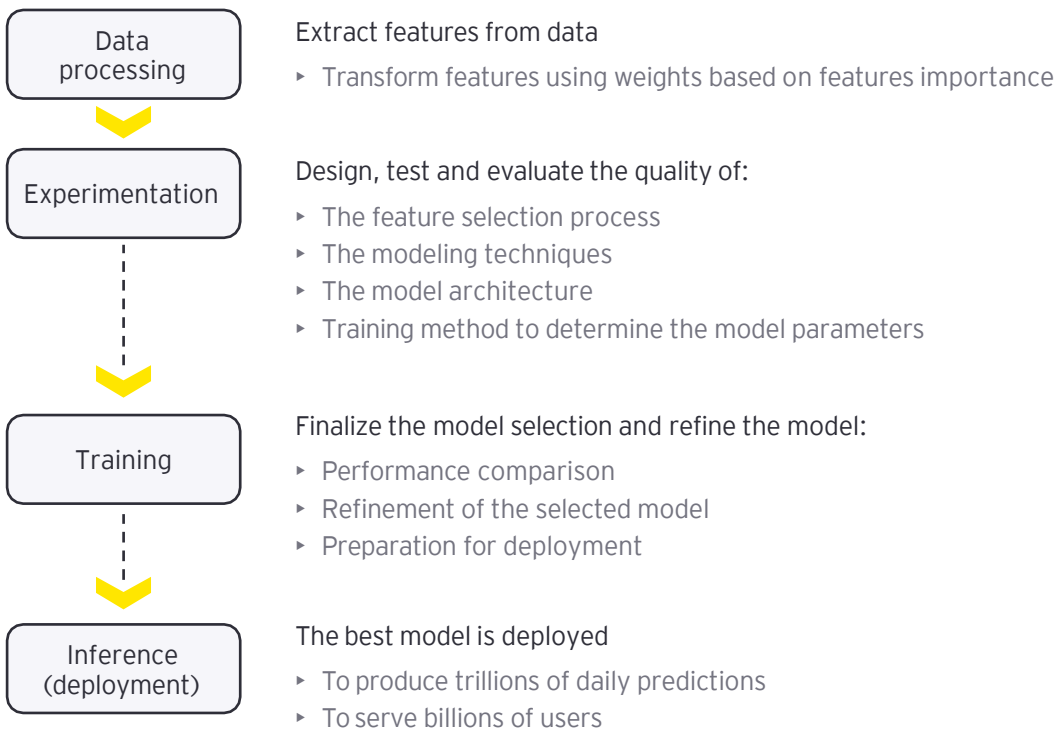 Data
processing
Extract features from data
▸ Transform features using weights based on features importance
Experimentation
Design, test and evaluate the quality of:
▸ The feature selection process
▸ The modeling techniques
▸ The model architecture
▸ Training method to determine the model parameters
Training
Finalize the model selection and refine the model:
▸ Performance comparison
▸ Refinement of the selected model
▸ Preparation for deployment
Inference
(deployment)
The best model is deployed
▸ To produce trillions of daily predictions
▸ To serve billions of users